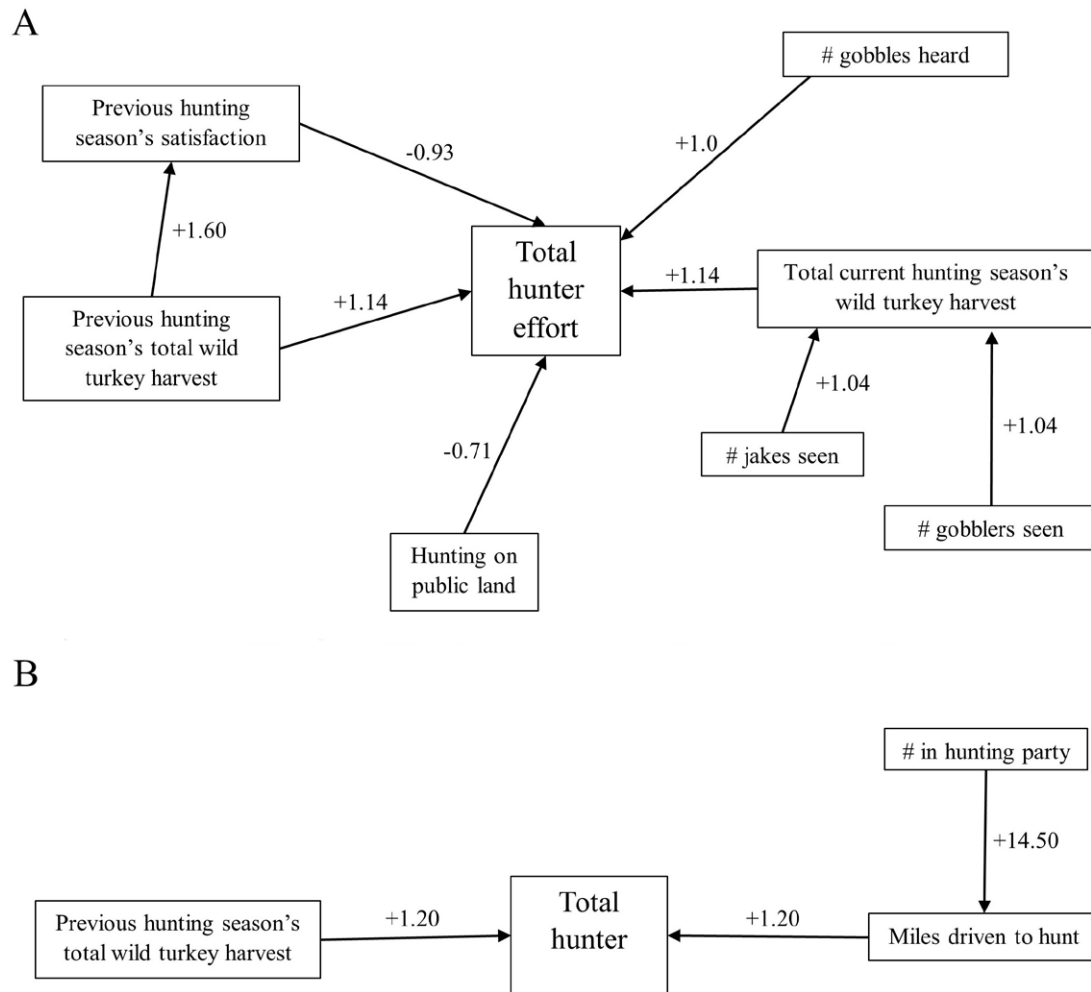 A
# gobbles heard
Previous hunting
season's satisfaction
-0.93
+1.0
+1.60
Total
hunter
effort
+1.14
Total current hunting season's
wild turkey harvest
+1.14
Previous hunting
season's total wild
turkey harvest
+1.04
+1.04
-0.71
# jakes seen
# gobblers seen
Hunting on
public land
B
# in hunting party
+14.50
Previous hunting season's
total wild turkey harvest
+1.20
Total
hunter
+1.20
Miles driven to hunt